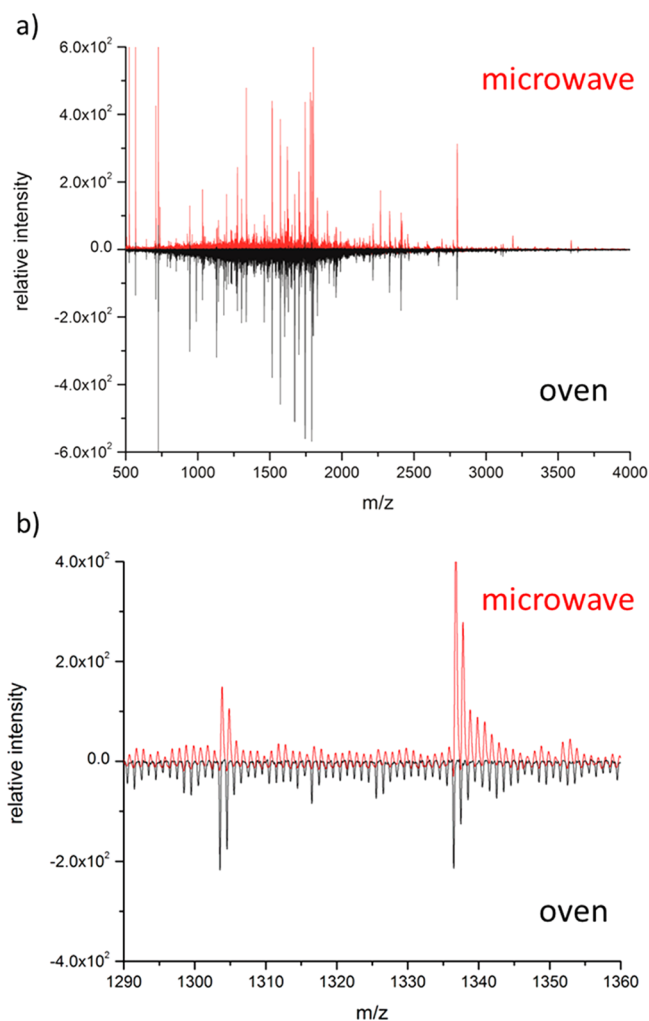 a)
6.0x10²
microwave
4.0x10²
2.0x10²
relative intensity
0.0
-2.0x10²
-4.0x10²
oven
-6.0x10²
500 1000 1500 2000 2500 3000 3500 4000
m/z
b)
4.0x10²
microwave
2.0x10²
relative intensity
0.0
-2.0x10²
oven
-4.0x10²
1290 1300 1310 1320 1330 1340 1350 1360
m/z